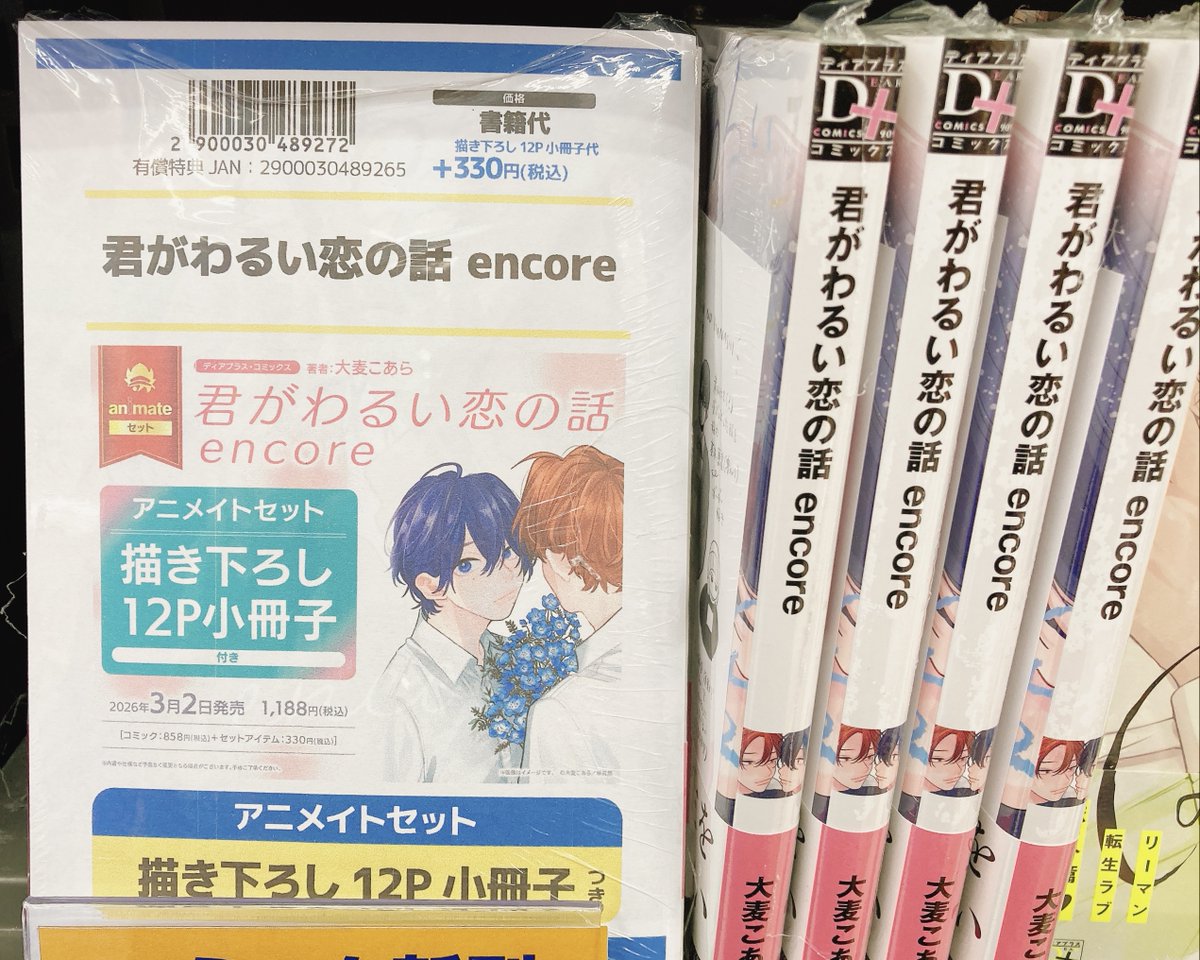 2 900030 489272
有償特典 JAN：2900030489265
価格
書籍代
描き下ろし 12P 小冊子代
+330円(税込)
君がわるい恋の話 encore
animate
セット
ディアプラス・コミックス 著者：大麦こあら
君がわるい恋の話
encore
アニメイトセット
描き下ろし
12P小冊子
付き
2026年3月2日発売 1,188円(税込)
［コミック：858円(税込)＋セットアイテム：330円(税込)］
アニメイトセット
描き下ろし 12P 小冊子 つき
ディアプラス
D+
COMICS
コミックス
君がわるい恋の話 encore
大麦こあ
ディアプラス
D+
COMICS
コミックス
君がわるい恋の話 encore
大麦こあ
ディアプラス
D+
COMICS
コミックス
君がわるい恋の話 encore
大麦こあ
君がわるい恋の話 encore
大麦こ
リーマン
転生ラブ